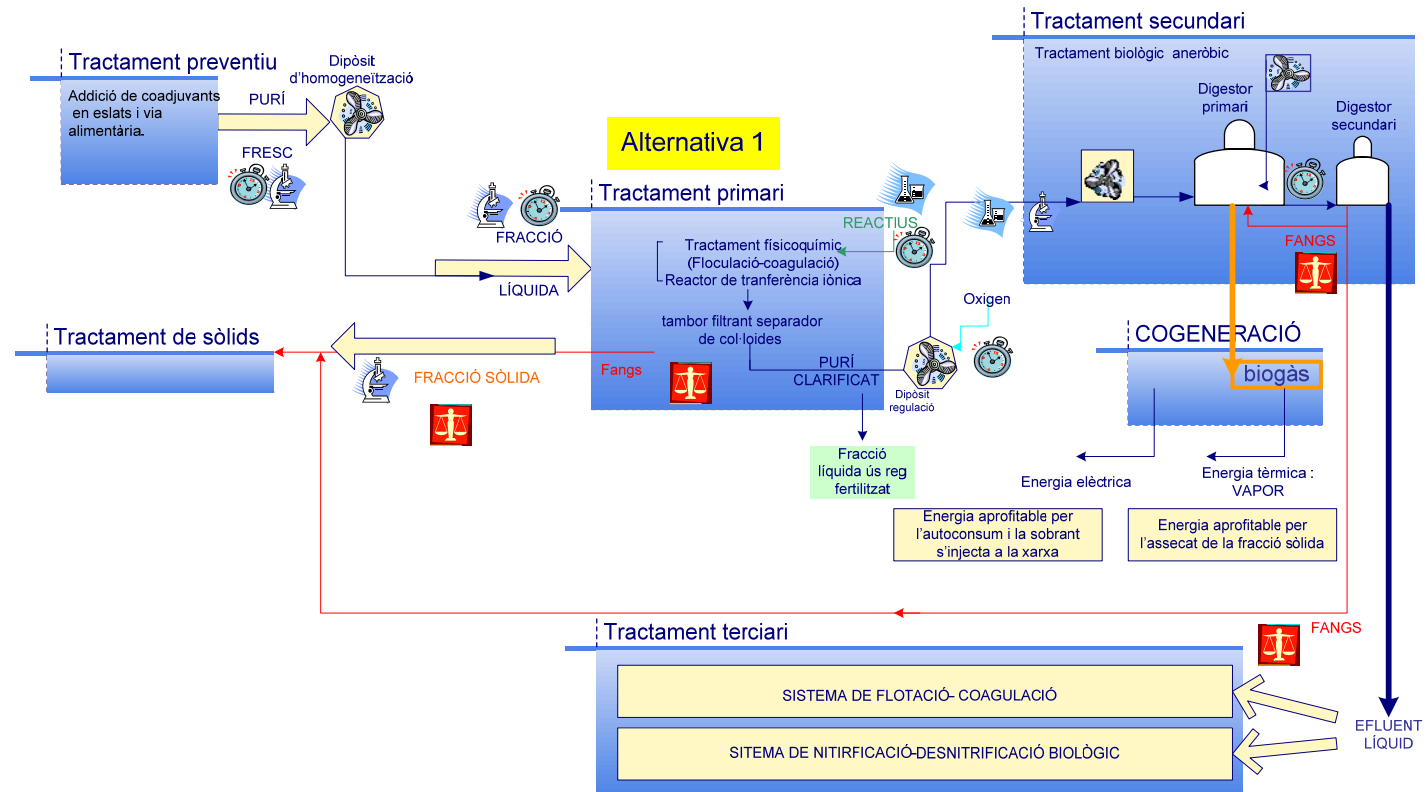 Tractament preventiu
Addició de coadjuvants
en eslats i via
alimentària.
PURÍ
FRESC
Dipòsit
d'homogeneïtzació
Alternativa 1
FRACCIÓ
LÍQUIDA
Tractament primari
REACTIUS
Tractament físicoquímic
(Floculació-coagulació)
Reactor de tranferència iònica
tambor filtrant separador
de col·loides
Fangs
PURÍ
CLARIFICAT
Oxigen
Dipòsit
regulació
Fracció
líquida ús reg
fertilitzat
Tractament de sòlids
FRACCIÓ SÒLIDA
Tractament secundari
Tractament biològic aneròbic
Digestor
primari
Digestor
secundari
FANGS
COGENERACIÓ
biogàs
Energia elèctrica
Energia tèrmica :
VAPOR
Energia aprofitable per
l'autoconsum i la sobrant
s'injecta a la xarxa
Energia aprofitable per
l'assecat de la fracció sòlida
Tractament terciari
SISTEMA DE FLOTACIÓ- COAGULACIÓ
SITEMA DE NITIRFICACIÓ-DESNITRIFICACIÓ BIOLÒGIC
FANGS
EFLUENT
LÍQUID